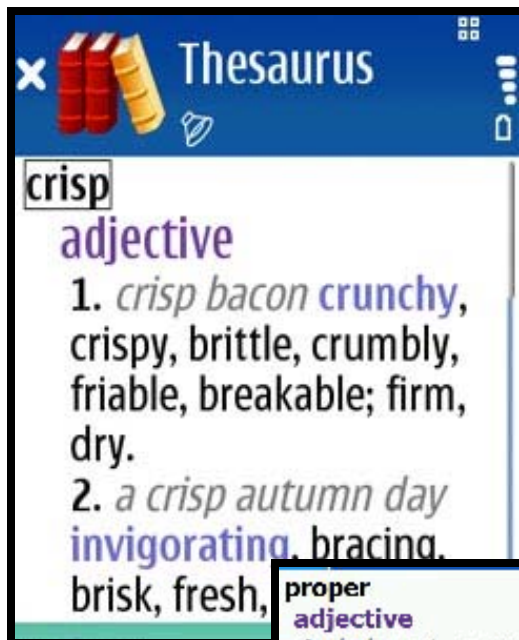 Thesaurus
crisp
adjective
1. crisp bacon crunchy,
crispy, brittle, crumbly,
friable, breakable; firm,
dry.
2. a crisp autumn day
invigorating, bracing,
brisk, fresh,
proper
adjective